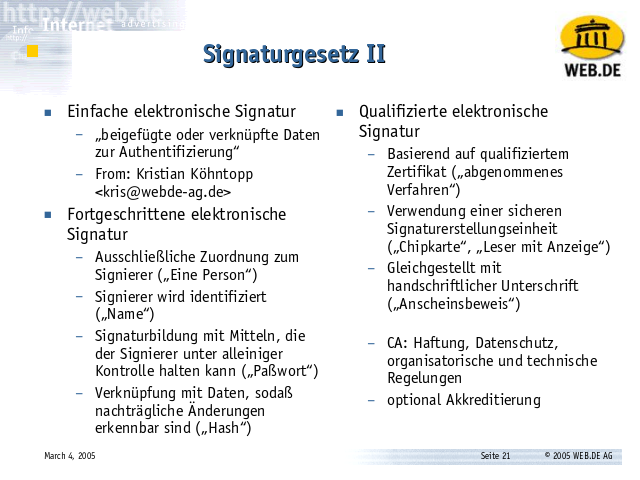 http://web.de
Internet advertising
Info
http://
Signaturgesetz II
WEB.DE
Einfache elektronische Signatur
– „beigefügte oder verknüpfte Daten
zur Authentifizierung“
– From: Kristian Köhntopp
<kris@webde-ag.de>
Fortgeschrittene elektronische
Signatur
– Ausschließliche Zuordnung zum
Signierer („Eine Person“)
– Signierer wird identifiziert
(„Name“)
– Signaturbildung mit Mitteln, die
der Signierer unter alleiniger
Kontrolle halten kann („Paßwort“)
– Verknüpfung mit Daten, sodaß
nachträgliche Änderungen
erkennbar sind („Hash“)
Qualifizierte elektronische
Signatur
– Basierend auf qualifiziertem
Zertifikat („abgenommenes
Verfahren“)
– Verwendung einer sicheren
Signaturerstellungseinheit
(„Chipkarte“, „Leser mit Anzeige“)
– Gleichgestellt mit
handschriftlicher Unterschrift
(„Anscheinsbeweis“)
– CA: Haftung, Datenschutz,
organisatorische und technische
Regelungen
– optional Akkreditierung
March 4, 2005
Seite 21
© 2005 WEB.DE AG